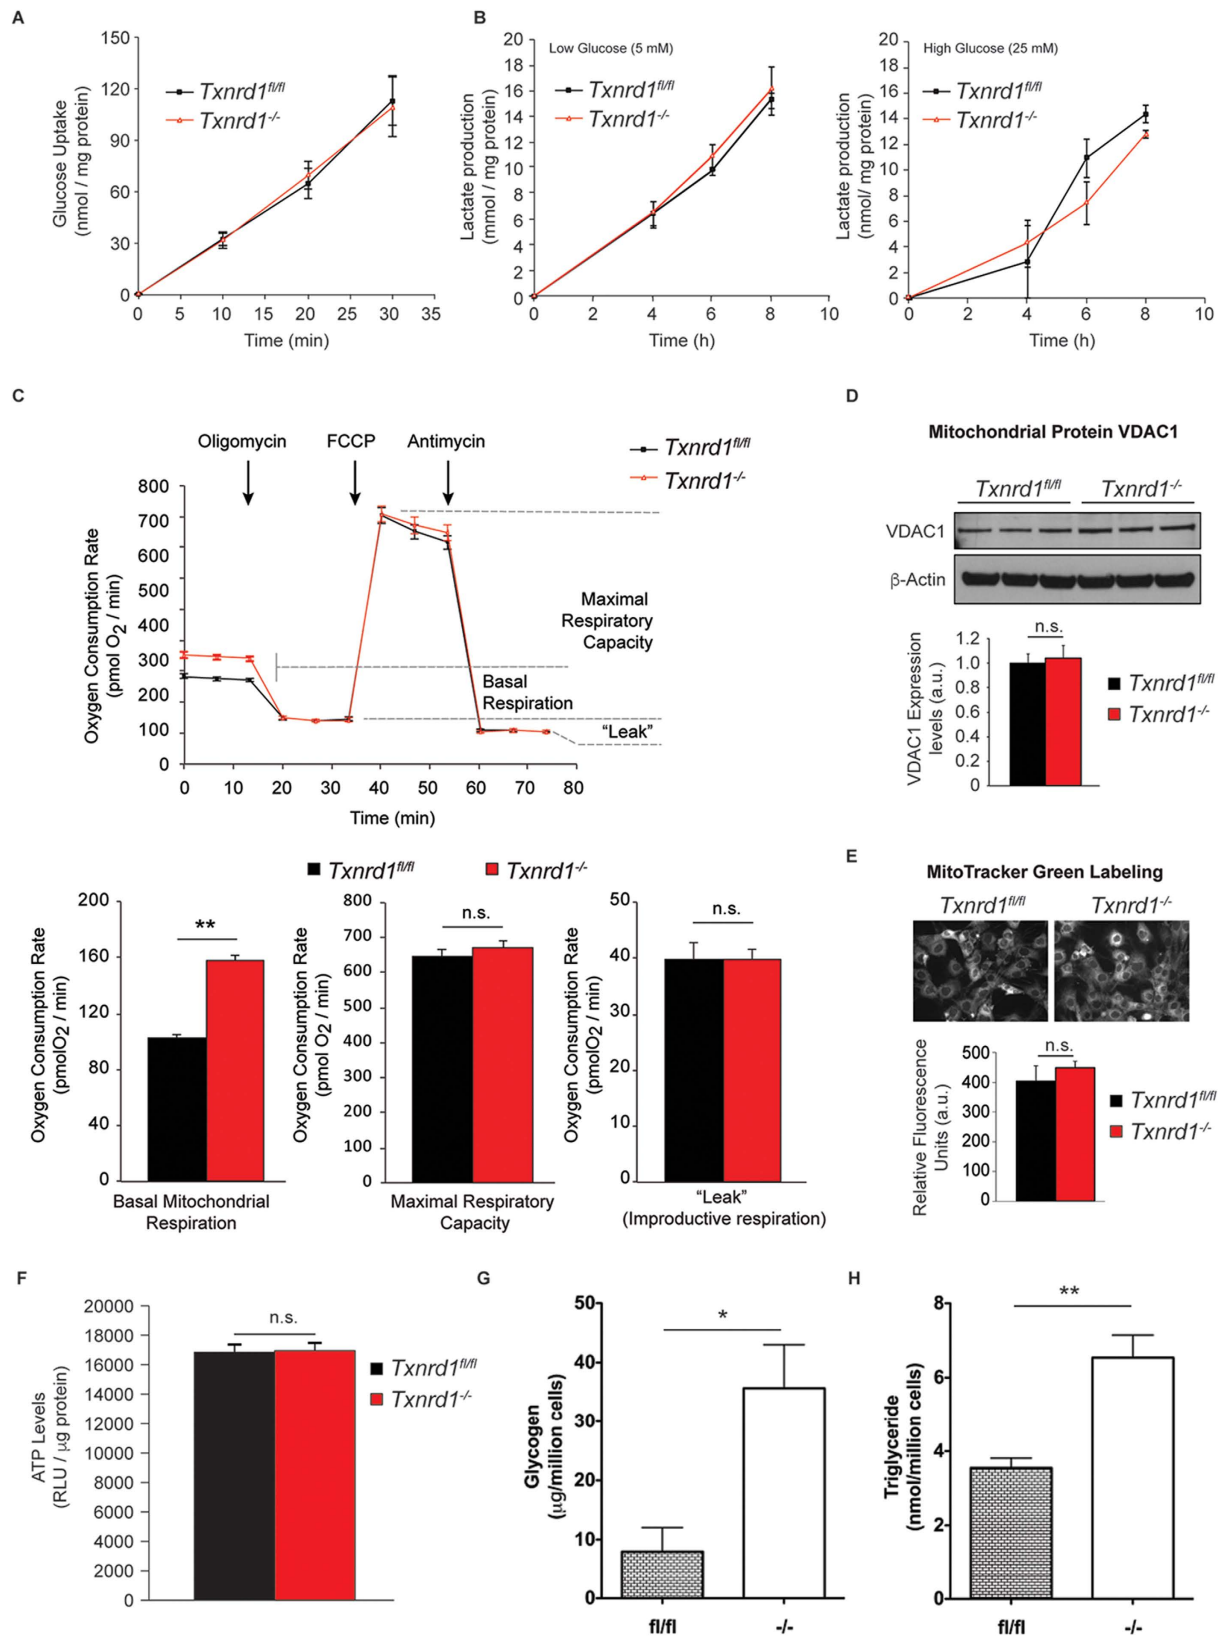 A
Glucose Uptake
(nmol / mg protein)
150
120
90
60
30
0
Txnrd1fl/fl
Txnrd1-/-
0 5 10 15 20 25 30 35
Time (min)
B
Low Glucose (5 mM)
Lactate production
(mmol / mg protein)
20
18
16
14
12
10
8
6
4
2
0
Txnrd1fl/fl
Txnrd1-/-
0 2 4 6 8 10
Time (h)
High Glucose (25 mM)
Lactate production
(nmol/ mg protein)
20
18
16
14
12
10
8
6
4
2
0
Txnrd1fl/fl
Txnrd1-/-
0 2 4 6 8 10
Time (h)
C
Oligomycin FCCP Antimycin
Txnrd1fl/fl
Txnrd1-/-
Oxygen Consumption Rate
(pmol O2 / min)
800
700
600
500
400
300
200
100
0
Maximal
Respiratory
Capacity
Basal
Respiration
“Leak”
0 10 20 30 40 50 60 70 80
Time (min)
D
Mitochondrial Protein VDAC1
Txnrd1fl/fl Txnrd1-/-
VDAC1
β-Actin
VDAC1 Expression
levels (a.u.)
1.2
1.0
0.8
0.6
0.4
0.2
0
n.s.
Txnrd1fl/fl
Txnrd1-/-
Txnrd1fl/fl Txnrd1-/-
Oxygen Consumption Rate
(pmolO2 / min)
200
160
120
80
40
0
**
Basal Mitochondrial
Respiration
Oxygen Consumption Rate
(pmol O2 / min)
800
700
600
500
400
300
200
100
0
n.s.
Maximal Respiratory
Capacity
Oxygen Consumption Rate
(pmolO2 / min)
50
40
30
20
10
0
n.s.
“Leak”
(Improductive respiration)
E
MitoTracker Green Labeling
Txnrd1fl/fl Txnrd1-/-
Relative Fluorescence
Units (a.u.)
500
400
300
200
100
0
n.s.
Txnrd1fl/fl
Txnrd1-/-
F
ATP Levels
(RLU / μg protein)
20000
18000
16000
14000
12000
10000
8000
6000
4000
2000
0
n.s.
Txnrd1fl/fl
Txnrd1-/-
G
Glycogen
(μg/million cells)
50
40
30
20
10
0
*
fl/fl -/-
H
Triglyceride
(nmol/million cells)
8
6
4
2
0
**
fl/fl -/-